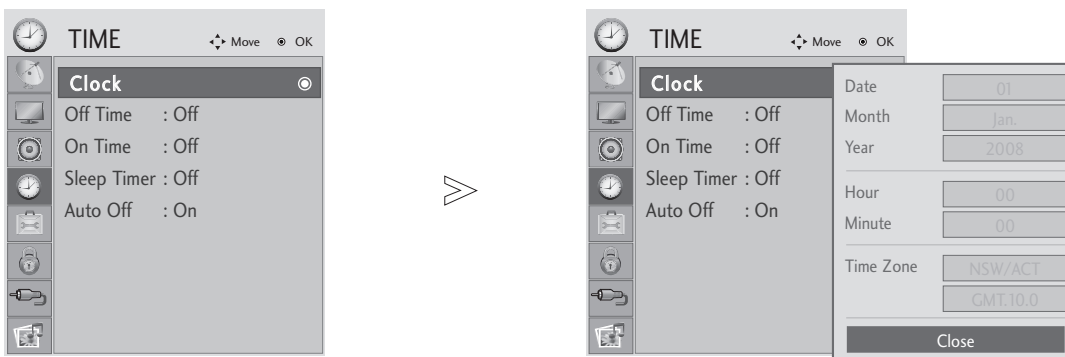 TIME
Move OK
Clock
Off Time : Off
On Time : Off
Sleep Timer : Off
Auto Off : On
TIME
Move OK
Clock
Off Time : Off
On Time : Off
Sleep Timer : Off
Auto Off : On
Date 01
Month Jan.
Year 2008
Hour 00
Minute 00
Time Zone NSW/ACT
GMT.10.0
Close